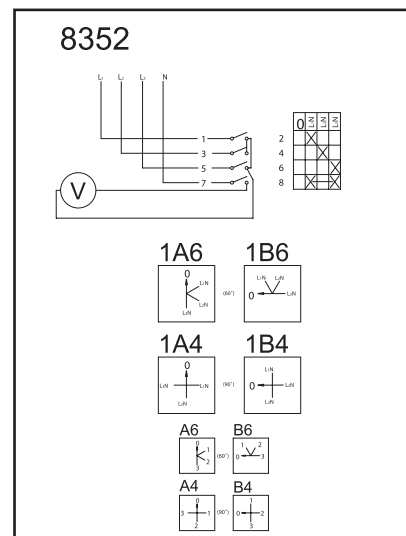 8352
L₁ L₂ L₃ N
0 L₁N L₂N L₃N
1 2
3 4
5 6
7 8
V
1A6 1B6
0 L₁N L₂N L₃N
(60°)
L₁N L₂N 0 L₃N
1A4 1B4
0 L₃N L₁N L₂N
(90°)
L₁N 0 L₂N L₃N
A6 B6
0 1 2 3
(60°)
1 2 0 3
A4 B4
0 3 1 2
(90°)
1 0 2 3